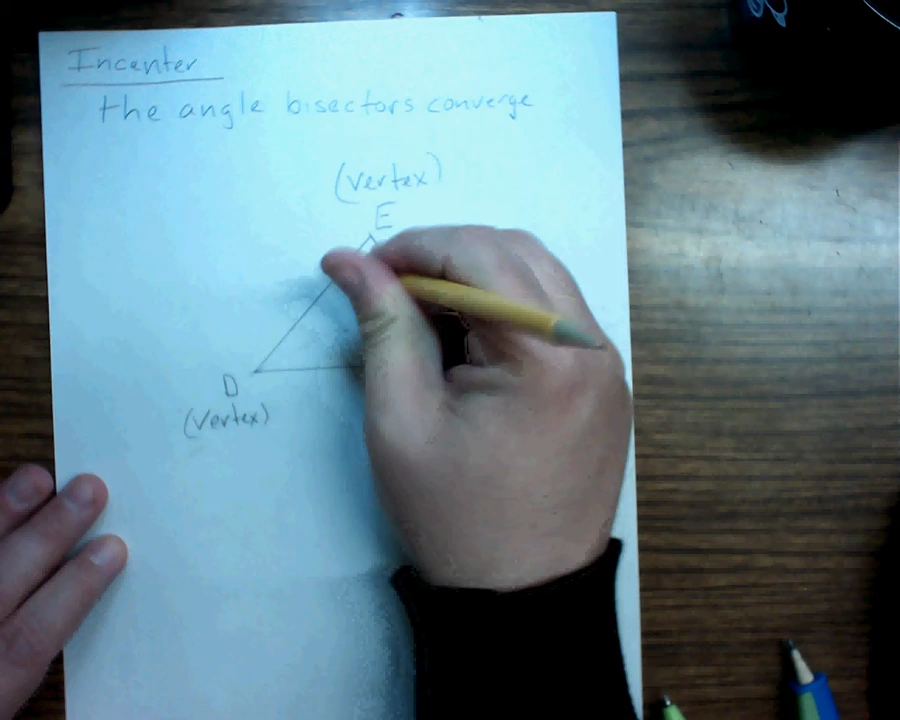 Incenter
the angle bisectors converge
(vertex)
E
D
(vertex)